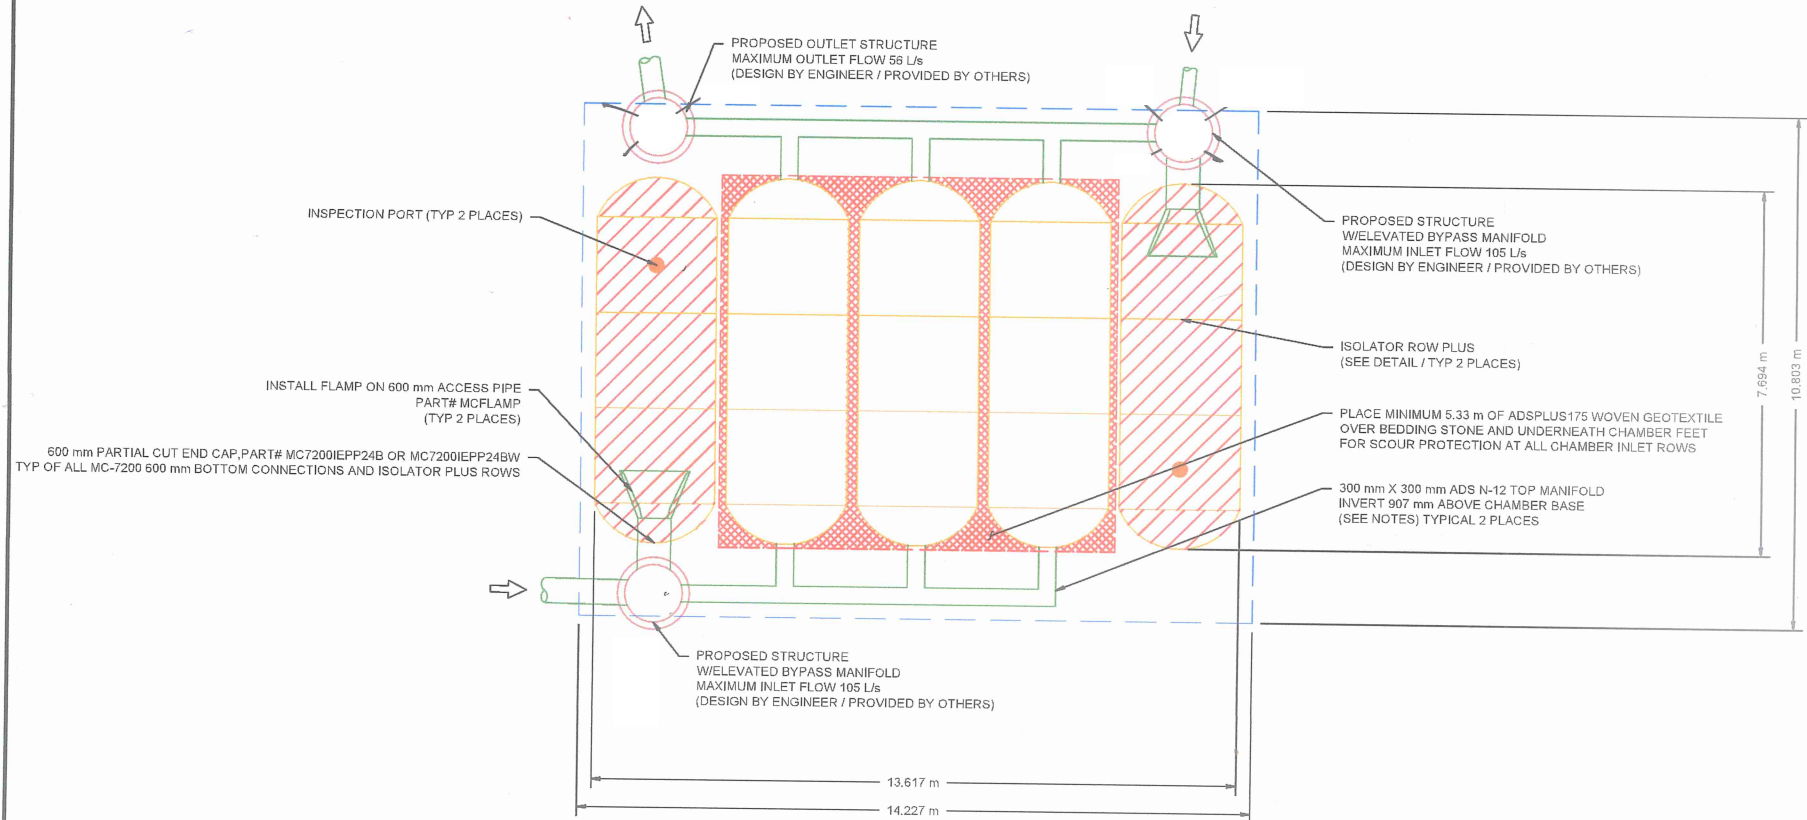 PROPOSED OUTLET STRUCTURE
MAXIMUM OUTLET FLOW 56 L/s
(DESIGN BY ENGINEER / PROVIDED BY OTHERS)
INSPECTION PORT (TYP 2 PLACES)
PROPOSED STRUCTURE
W/ELEVATED BYPASS MANIFOLD
MAXIMUM INLET FLOW 105 L/s
(DESIGN BY ENGINEER / PROVIDED BY OTHERS)
ISOLATOR ROW PLUS
(SEE DETAIL / TYP 2 PLACES)
INSTALL FLAMP ON 600 mm ACCESS PIPE
PART# MCFLAMP
(TYP 2 PLACES)
PLACE MINIMUM 5.33 m OF ADSPLUS175 WOVEN GEOTEXTILE
OVER BEDDING STONE AND UNDERNEATH CHAMBER FEET
FOR SCOUR PROTECTION AT ALL CHAMBER INLET ROWS
600 mm PARTIAL CUT END CAP,PART# MC7200IEPP24B OR MC7200IEPP24BW
TYP OF ALL MC-7200 600 mm BOTTOM CONNECTIONS AND ISOLATOR PLUS ROWS
300 mm X 300 mm ADS N-12 TOP MANIFOLD
INVERT 907 mm ABOVE CHAMBER BASE
(SEE NOTES) TYPICAL 2 PLACES
7.694 m
10.803 m
PROPOSED STRUCTURE
W/ELEVATED BYPASS MANIFOLD
MAXIMUM INLET FLOW 105 L/s
(DESIGN BY ENGINEER / PROVIDED BY OTHERS)
13.617 m
14.227 m